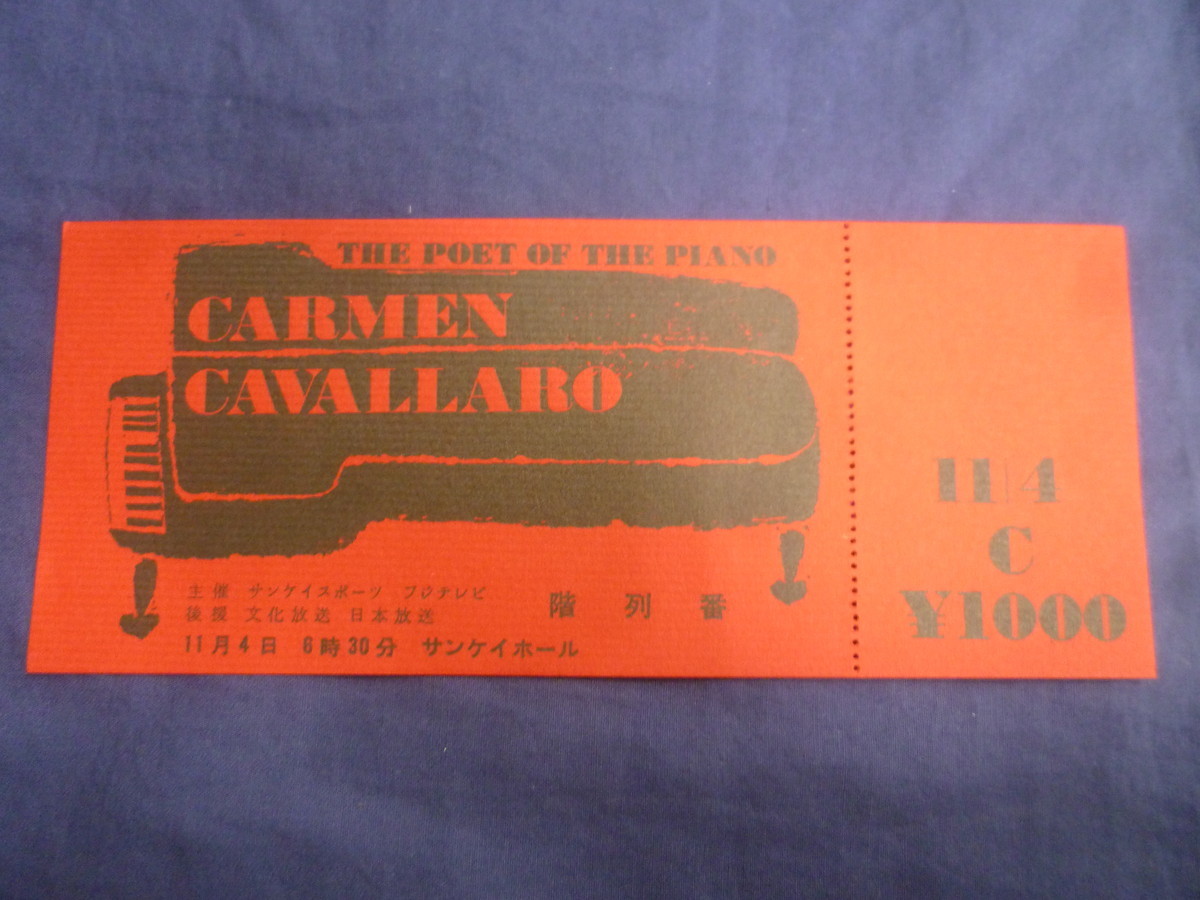 THE POET OF THE PIANO
CARMEN
CAVALLARO
主催 サンケイスポーツ フジテレビ
後援 文化放送 日本放送
11月4日 6時30分 サンケイホール
階 列 番
11/4
C
¥1000